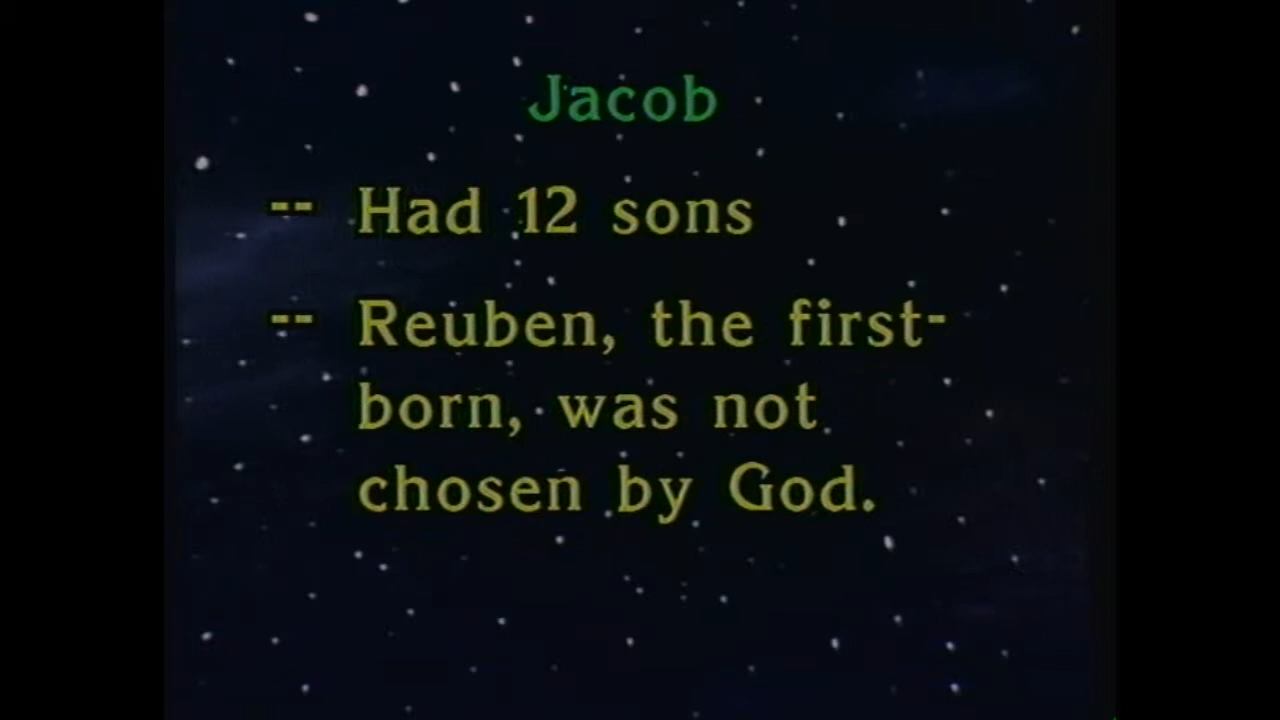 Jacob
-- Had 12 sons
-- Reuben, the first-
born, was not
chosen by God.